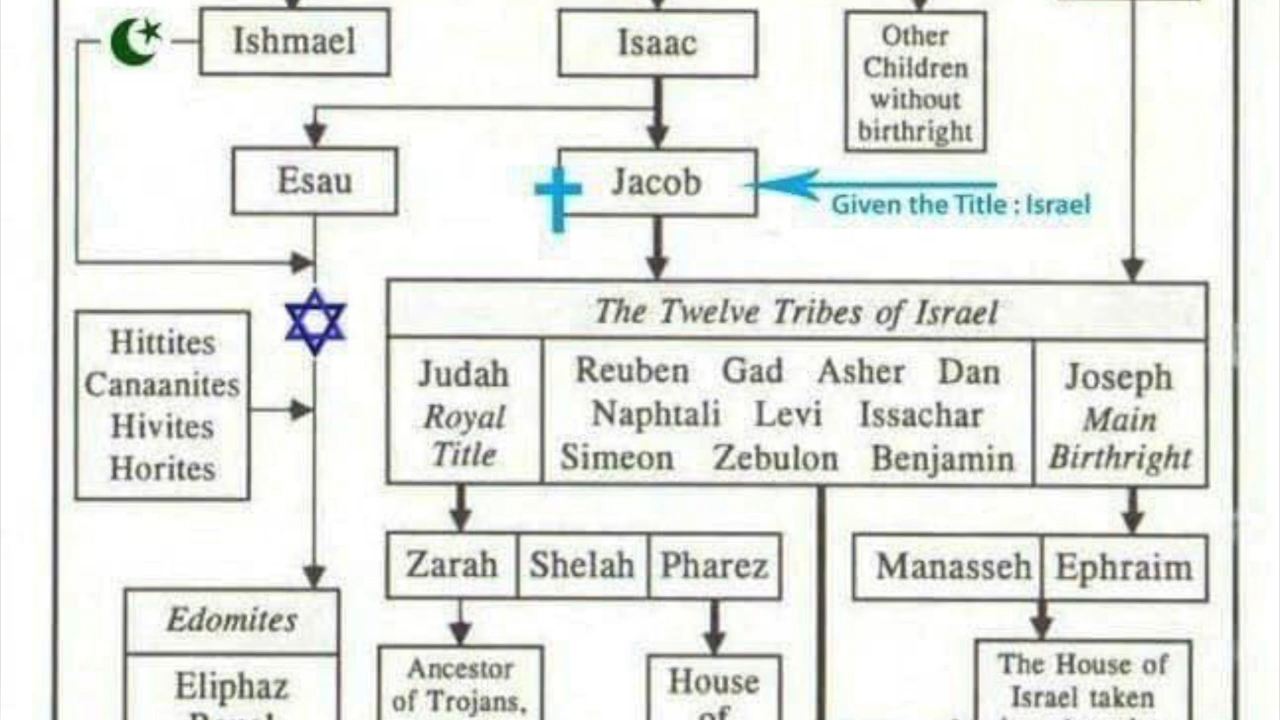 Ishmael
Isaac
Other
Children
without
birthright
Esau
Jacob
Given the Title : Israel
The Twelve Tribes of Israel
Hittites
Canaanites
Hivites
Horites
Judah
Royal
Title
Reuben Gad Asher Dan
Naphtali Levi Issachar
Simeon Zebulon Benjamin
Joseph
Main
Birthright
Zarah
Shelah
Pharez
Manasseh
Ephraim
Edomites
Eliphaz
Ancestor
of Trojans,
House
of
The House of
Israel taken